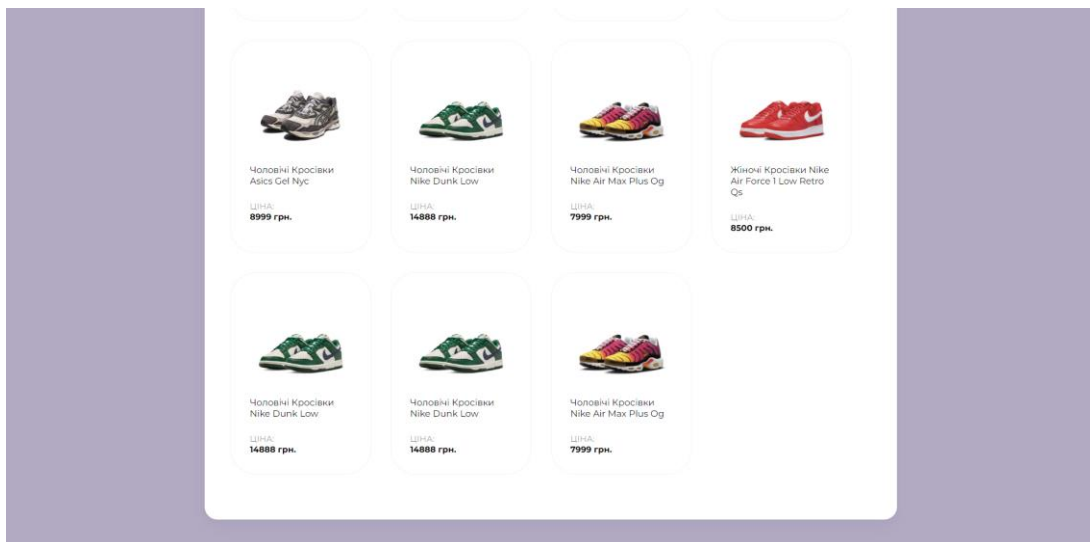 Чоловічі Кросівки
Asics Gel Nyc
ЦІНА:
8999 грн.
Чоловічі Кросівки
Nike Dunk Low
ЦІНА:
14888 грн.
Чоловічі Кросівки
Nike Air Max Plus Og
ЦІНА:
7999 грн.
Жіночі Кросівки Nike
Air Force 1 Low Retro
Qs
ЦІНА:
8500 грн.
Чоловічі Кросівки
Nike Dunk Low
ЦІНА:
14888 грн.
Чоловічі Кросівки
Nike Dunk Low
ЦІНА:
14888 грн.
Чоловічі Кросівки
Nike Air Max Plus Og
ЦІНА:
7999 грн.